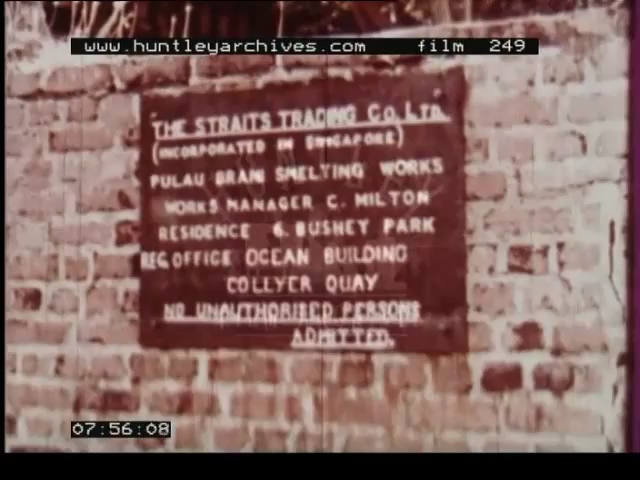 www.huntleyarchives.com film 249
"THE STRAITS TRADING Co. LTD."
(INCORPORATED IN SINGAPORE)
PULAU BRANI SMELTING WORKS
WORKS MANAGER C. MILTON
RESIDENCE 6. BUSHEY PARK
REG. OFFICE OCEAN BUILDING
COLLYER QUAY
NO UNAUTHORISED PERSONS
ADMITTED.
07:56:08